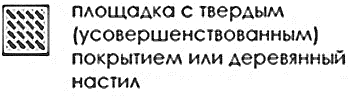 площадка с твердым
(усовершенствованным)
покрытием или деревянный
настил